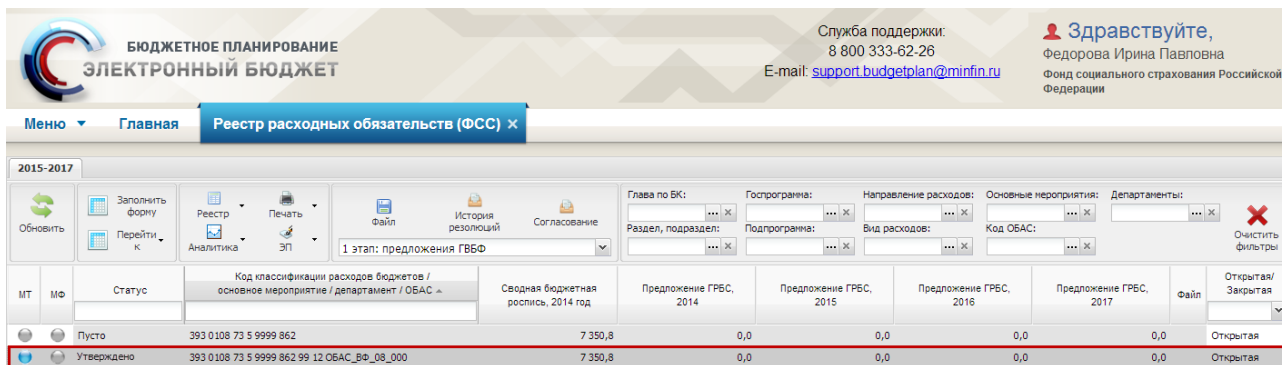 БЮДЖЕТНОЕ ПЛАНИРОВАНИЕ
ЭЛЕКТРОННЫЙ БЮДЖЕТ
Служба поддержки:
8 800 333-62-26
E-mail: support.budgetplan@minfin.ru
Здравствуйте,
Федорова Ирина Павловна
Фонд социального страхования Российской
Федерации
Меню Главная Реестр расходных обязательств (ФСС) ×
2015-2017
Обновить
Заполнить форму
Перейти к
Реестр
Аналитика
Печать
ЭП
Файл
История резолюций
Согласование
1 этап: предложения ГВБФ
Глава по БК: Госпрограмма: Направление расходов: Основные мероприятия: Департаменты:
Раздел, подраздел: Подпрограмма: Вид расходов: Код ОБАС:
Очистить фильтры
МТ МФ Статус
Код классификации расходов бюджетов /
основное мероприятие / департамент / ОБАС
Сводная бюджетная
роспись, 2014 год
Предложение ГРБС,
2014
Предложение ГРБС,
2015
Предложение ГРБС,
2016
Предложение ГРБС,
2017
Файл
Открытая/
Закрытая
Пусто 393 0108 73 5 9999 862 7 350,8 0,0 0,0 0,0 0,0 Открытая
Утверждено 393 0108 73 5 9999 862 99 12 ОБАС_ВФ_08_000 7 350,8 0,0 0,0 0,0 0,0 Открытая